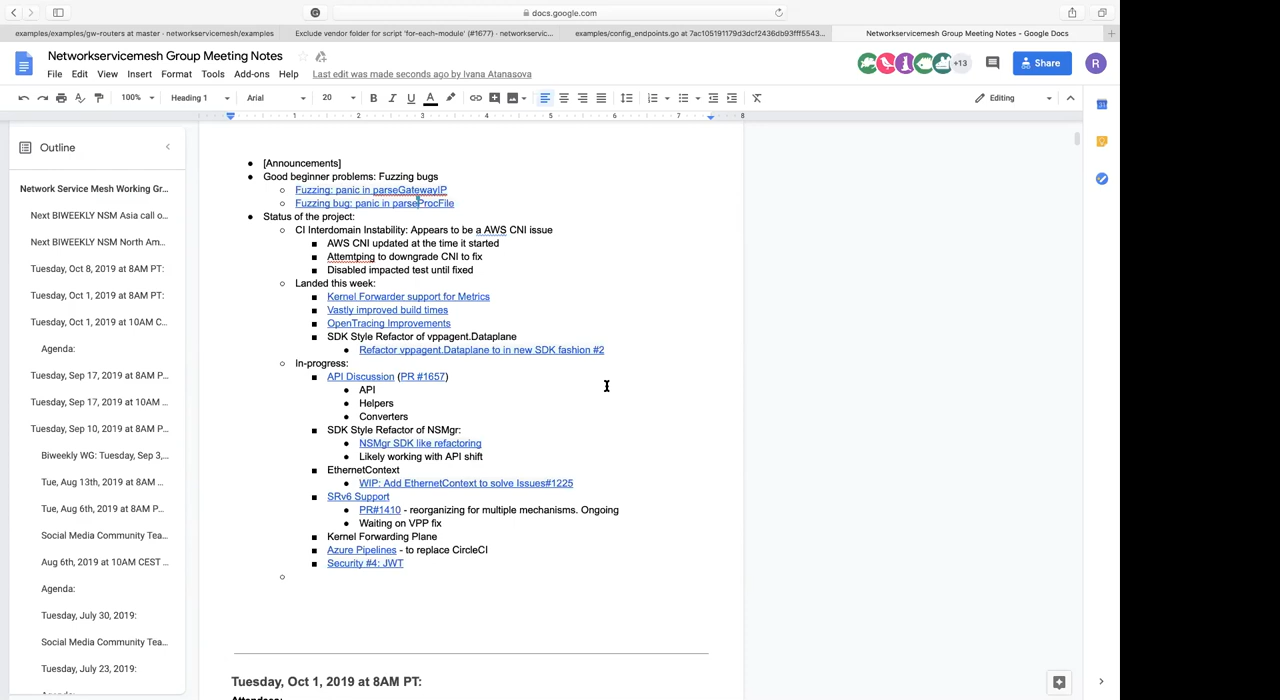 docs.google.com
examples/examples/gw-routers at master · networkservicemesh/examples
Exclude vendor folder for script 'for-each-module' (#1677) · networkservic...
examples/config_endpoints.go at 7ac105191179d3dcf2436db93fff5543...
Networkservicemesh Group Meeting Notes - Google Docs
Networkservicemesh Group Meeting Notes
File Edit View Insert Format Tools Add-ons Help Last edit was made seconds ago by Ivana Atanasova
+13
Share
R
100% Heading 1 Arial 20 B I U A Editing
1 2 3 4 5 6 7 8
Outline
Network Service Mesh Working Gr...
Next BIWEEKLY NSM Asia call o...
Next BIWEEKLY NSM North Am...
Tuesday, Oct 8, 2019 at 8AM PT:
Tuesday, Oct 1, 2019 at 8AM PT:
Tuesday, Oct 1, 2019 at 10AM C...
Agenda:
Tuesday, Sep 17, 2019 at 8AM P...
Tuesday, Sep 17, 2019 at 10AM ...
Tuesday, Sep 10, 2019 at 8AM P...
Biweekly WG: Tuesday, Sep 3,...
Tue, Aug 13th, 2019 at 8AM ...
Tue, Aug 6th, 2019 at 8AM P...
Social Media Community Tea...
Aug 6th, 2019 at 10AM CEST ...
Agenda:
Tuesday, July 30, 2019:
Social Media Community Tea...
Tuesday, July 23, 2019:
Agenda:
[Announcements]
Good beginner problems: Fuzzing bugs
Fuzzing: panic in parseGatewayIP
Fuzzing bug: panic in parseProcFile
Status of the project:
CI Interdomain Instability: Appears to be a AWS CNI issue
AWS CNI updated at the time it started
Attemtping to downgrade CNI to fix
Disabled impacted test until fixed
Landed this week:
Kernel Forwarder support for Metrics
Vastly improved build times
OpenTracing Improvements
SDK Style Refactor of vppagent.Dataplane
Refactor vppagent.Dataplane to in new SDK fashion #2
In-progress:
API Discussion (PR #1657)
API
Helpers
Converters
SDK Style Refactor of NSMgr:
NSMgr SDK like refactoring
Likely working with API shift
EthernetContext
WIP: Add EthernetContext to solve Issues#1225
SRv6 Support
PR#1410 - reorganizing for multiple mechanisms. Ongoing
Waiting on VPP fix
Kernel Forwarding Plane
Azure Pipelines - to replace CircleCI
Security #4: JWT
Tuesday, Oct 1, 2019 at 8AM PT:
Attendees: